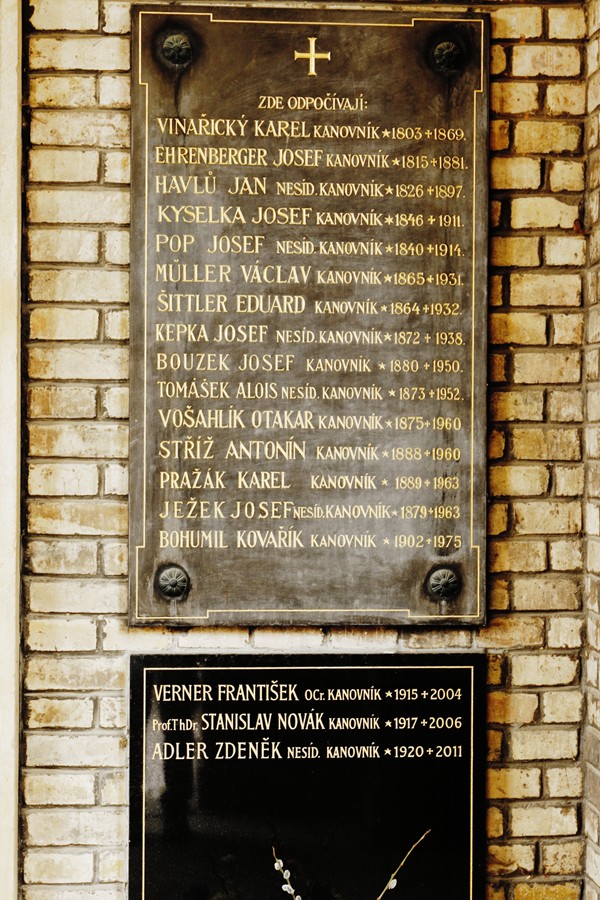 ZDE ODPOČÍVAJÍ:
VINAŘICKÝ KAREL KANOVNÍK *1803+1869.
EHRENBERGER JOSEF KANOVNÍK *1815+1881.
HAVLŮ JAN NESÍD. KANOVNÍK *1826 +1897.
KYSELKA JOSEF KANOVNÍK *1846 + 1911.
POP JOSEF NESÍD. KANOVNÍK *1840+1914.
MŮLLER VÁCLAV KANOVNÍK *1865+1931.
ŠITTLER EDUARD KANOVNÍK *1864+1932.
KEPKA JOSEF NESÍD. KANOVNÍK *1872 + 1938.
BOUZEK JOSEF KANOVNÍK *1880 +1950.
TOMÁŠEK ALOIS NESÍD. KANOVNÍK *1873+1952.
VOŠAHLÍK OTAKAR KANOVNÍK *1875+1960
STŘÍŽ ANTONÍN KANOVNÍK *1888+1960
PRAŽÁK KAREL KANOVNÍK * 1889+1963
JEŽEK JOSEF NESÍD. KANOVNÍK *1879+1963
BOHUMIL KOVAŘÍK KANOVNÍK *1902+1975
VERNER FRANTIŠEK OCr. KANOVNÍK *1915+2004
Prof.ThDr. STANISLAV NOVÁK KANOVNÍK *1917+2006
ADLER ZDENĚK NESÍD. KANOVNÍK *1920+2011